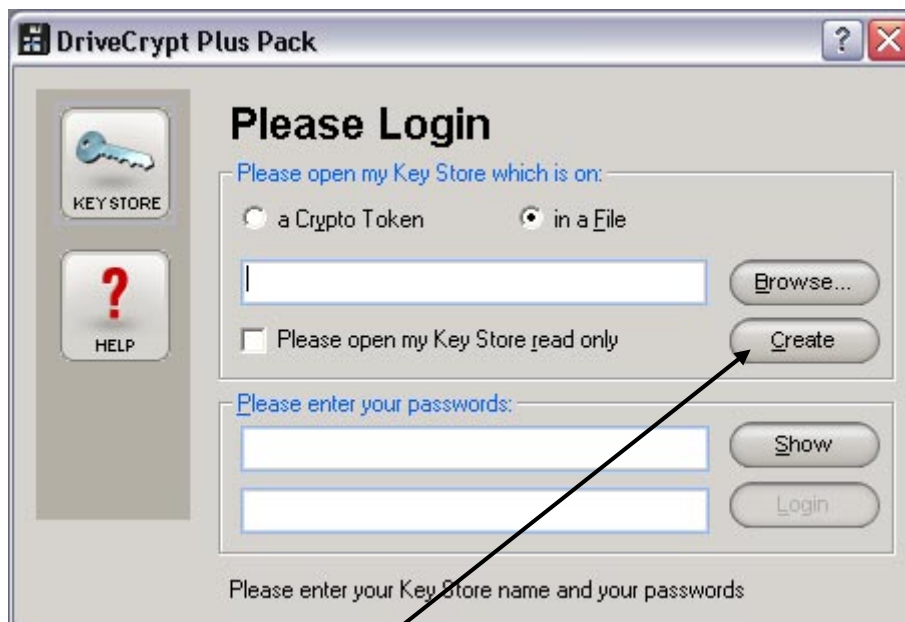 DriveCrypt Plus Pack
?
Please Login
KEY STORE
Please open my Key Store which is on:
a Crypto Token in a File
Browse...
Please open my Key Store read only
Create
?
HELP
Please enter your passwords:
Show
Login
Please enter your Key Store name and your passwords